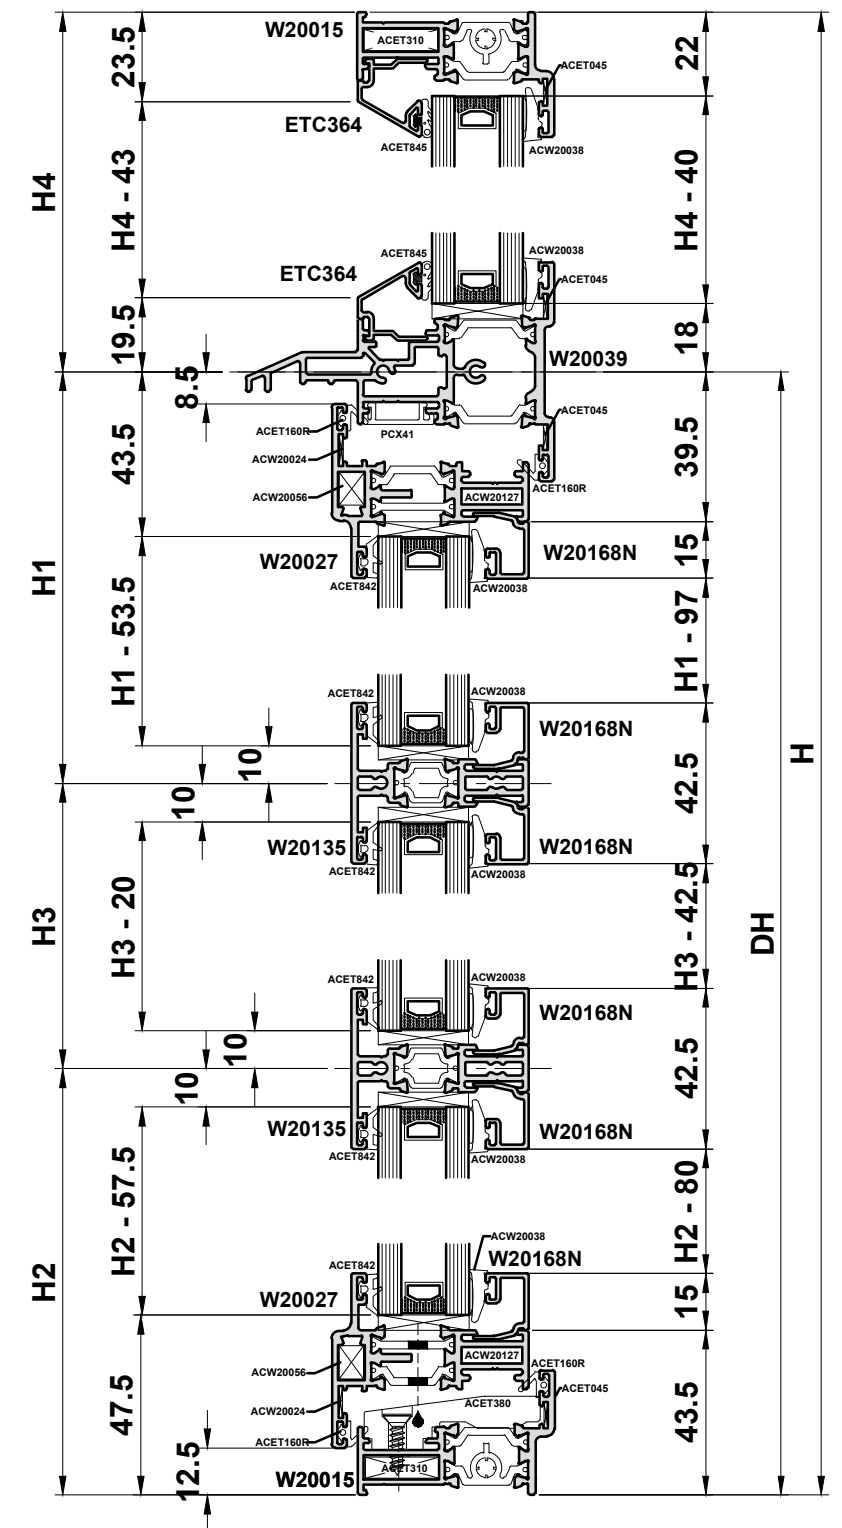 W20015
ACET310
23.5
22
ACET045
ETC364
ACET845
ACW20038
H4
H4 - 43
H4 - 40
ACET845
ACW20038
ETC364
ACET045
19.5
18
W20039
8.5
ACET045
ACET160R
PCX41
43.5
39.5
ACW20024
ACET160R
ACW20056
ACW20127
W20027
W20168N
15
ACET842
ACW20038
H1
H1 - 53.5
H1 - 97
ACET842
ACW20038
W20168N
10
10
42.5
H
W20135
W20168N
ACET842
ACW20038
H3
H3 - 20
H3 - 42.5
DH
ACET842
ACW20038
W20168N
10
10
42.5
W20135
W20168N
ACET842
ACW20038
H2
H2 - 57.5
H2 - 80
ACW20038
W20168N
ACET842
W20027
15
ACW20127
ACET160R
ACW20056
ACET045
ACET380
ACW20024
47.5
43.5
ACET160R
12.5
ACET310
W20015